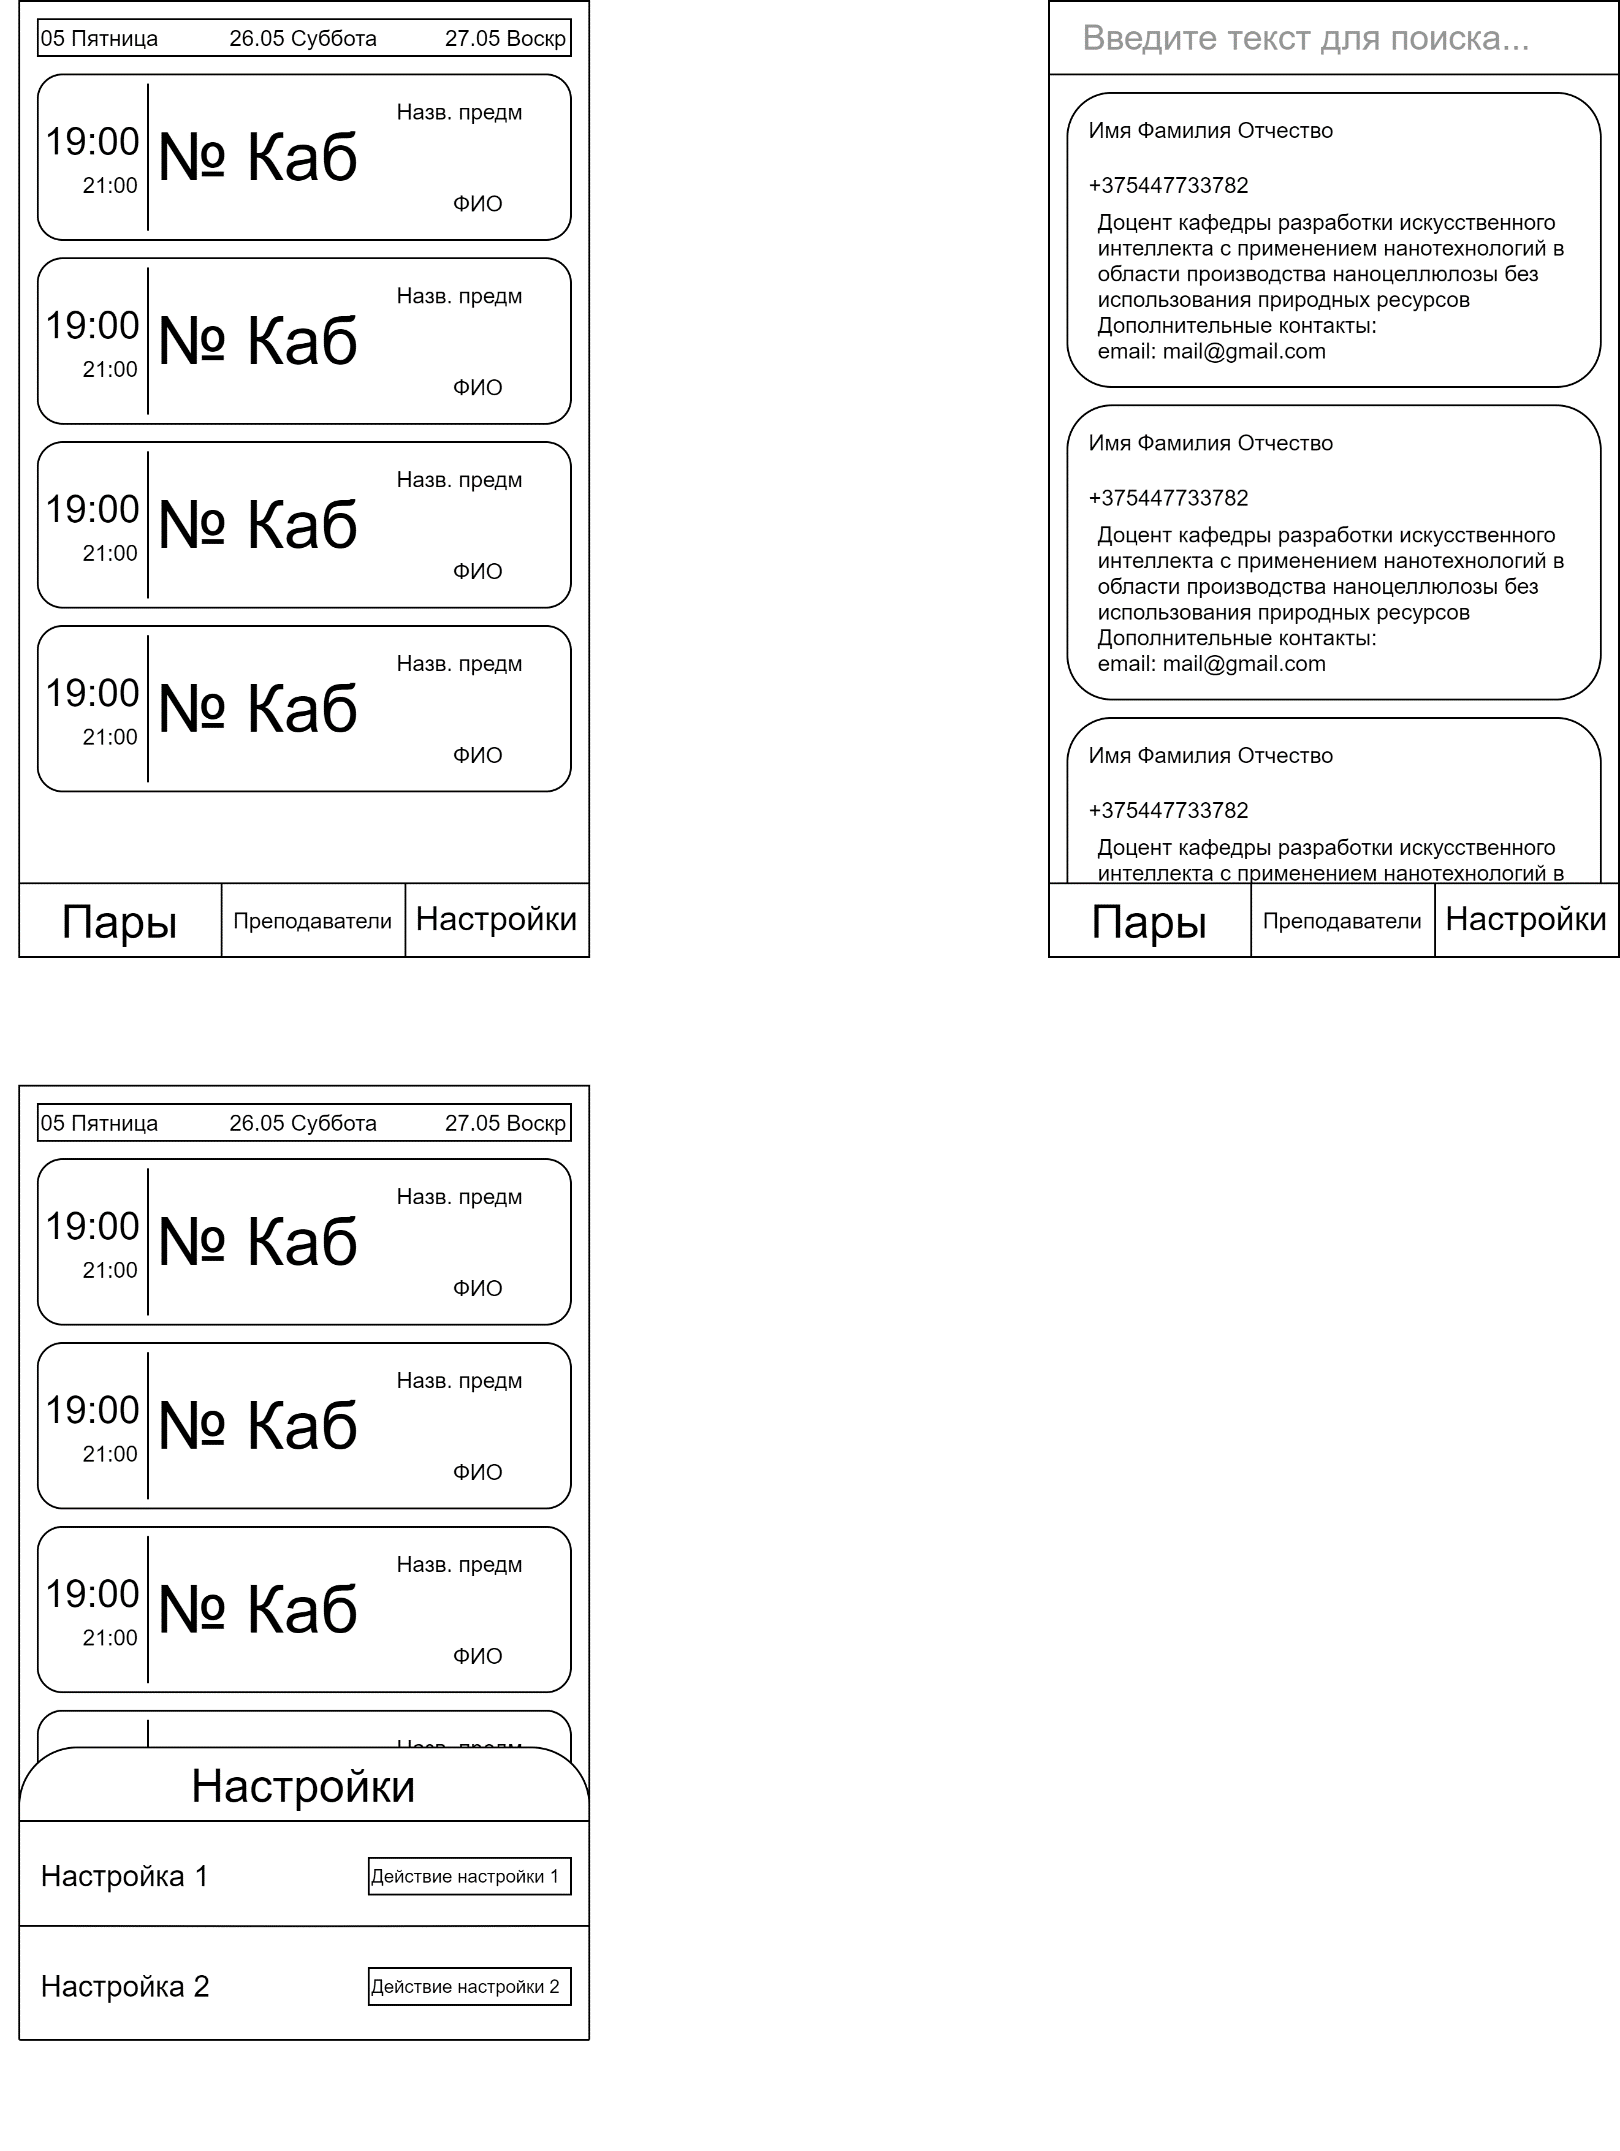 05 Пятница 26.05 Суббота 27.05 Воскр
19:00
21:00
№ Каб
Назв. предм
ФИО
19:00
21:00
№ Каб
Назв. предм
ФИО
19:00
21:00
№ Каб
Назв. предм
ФИО
19:00
21:00
№ Каб
Назв. предм
ФИО
Пары Преподаватели Настройки
Введите текст для поиска...
Имя Фамилия Отчество
+375447733782
Доцент кафедры разработки искусственного
интеллекта с применением нанотехнологий в
области производства наноцеллюлозы без
использования природных ресурсов
Дополнительные контакты:
email: mail@gmail.com
Имя Фамилия Отчество
+375447733782
Доцент кафедры разработки искусственного
интеллекта с применением нанотехнологий в
области производства наноцеллюлозы без
использования природных ресурсов
Дополнительные контакты:
email: mail@gmail.com
Имя Фамилия Отчество
+375447733782
Доцент кафедры разработки искусственного
интеллекта с применением нанотехнологий в
Пары Преподаватели Настройки
05 Пятница 26.05 Суббота 27.05 Воскр
19:00
21:00
№ Каб
Назв. предм
ФИО
19:00
21:00
№ Каб
Назв. предм
ФИО
19:00
21:00
№ Каб
Назв. предм
ФИО
Назв. предм
Настройки
Настройка 1 Действие настройки 1
Настройка 2 Действие настройки 2